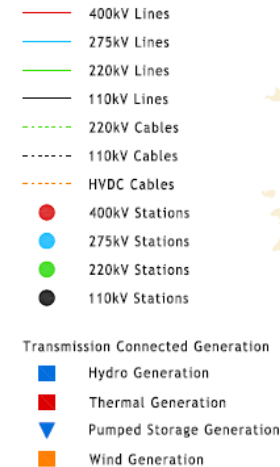 400kV Lines
275kV Lines
220kV Lines
110kV Lines
220kV Cables
110kV Cables
HVDC Cables
400kV Stations
275kV Stations
220kV Stations
110kV Stations
Transmission Connected Generation
Hydro Generation
Thermal Generation
Pumped Storage Generation
Wind Generation